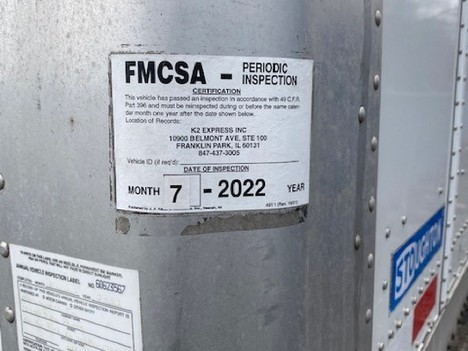 FMCSA - PERIODIC INSPECTION
CERTIFICATION
This vehicle has passed an inspection in accordance with 49 C.F.R.
Part 396 and must be reinspected during or before the same calen-
dar month one year after the date shown below.
Location of Records:
K2 EXPRESS INC
10900 BELMONT AVE, STE 100
FRANKLIN PARK, IL 60131
847-437-3005
Vehicle ID (if req'd):
DATE OF INSPECTION
MONTH 7 - 2022 YEAR
ANNUAL VEHICLE INSPECTION LABEL
STOUGHTON